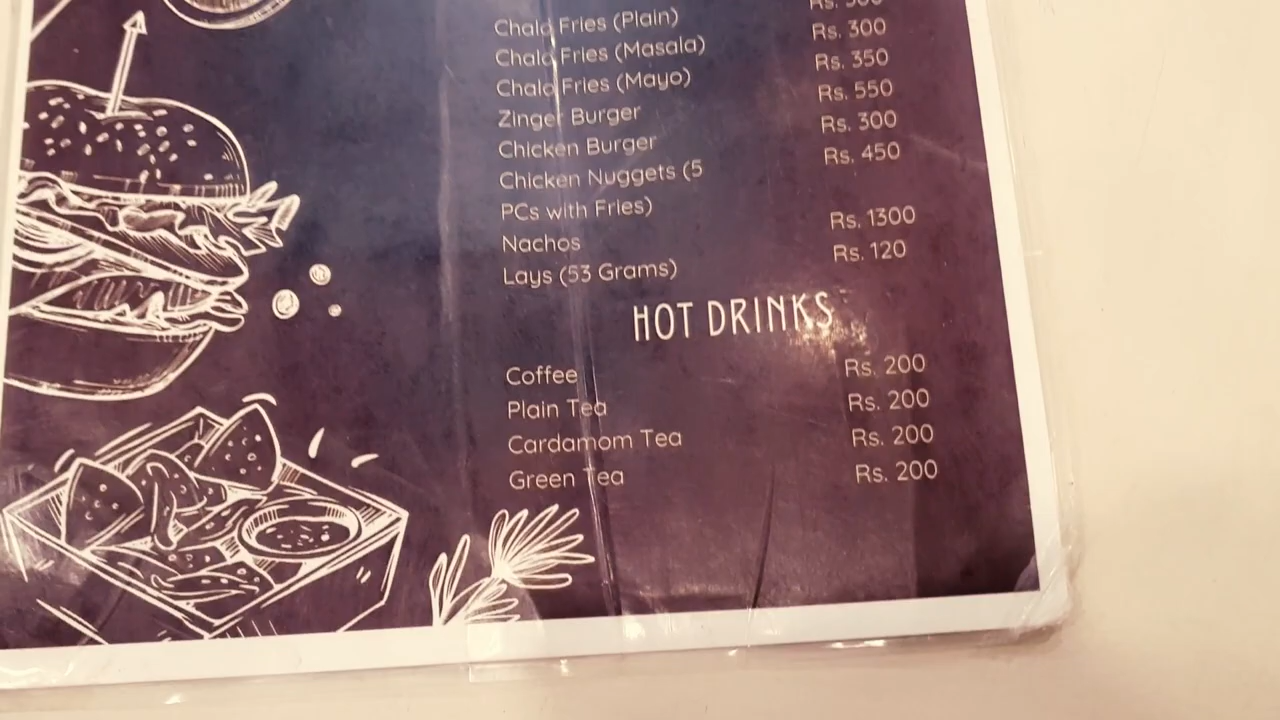 Chalo Fries (Plain) Rs.
Chalo Fries (Masala) Rs. 300
Chalo Fries (Mayo) Rs. 350
Zinger Burger Rs. 550
Chicken Burger Rs. 300
Chicken Nuggets (5 Rs. 450
PCs with Fries)
Nachos Rs. 1300
Lays (53 Grams) Rs. 120
HOT DRINKS
Coffee Rs. 200
Plain Tea Rs. 200
Cardamom Tea Rs. 200
Green Tea Rs. 200